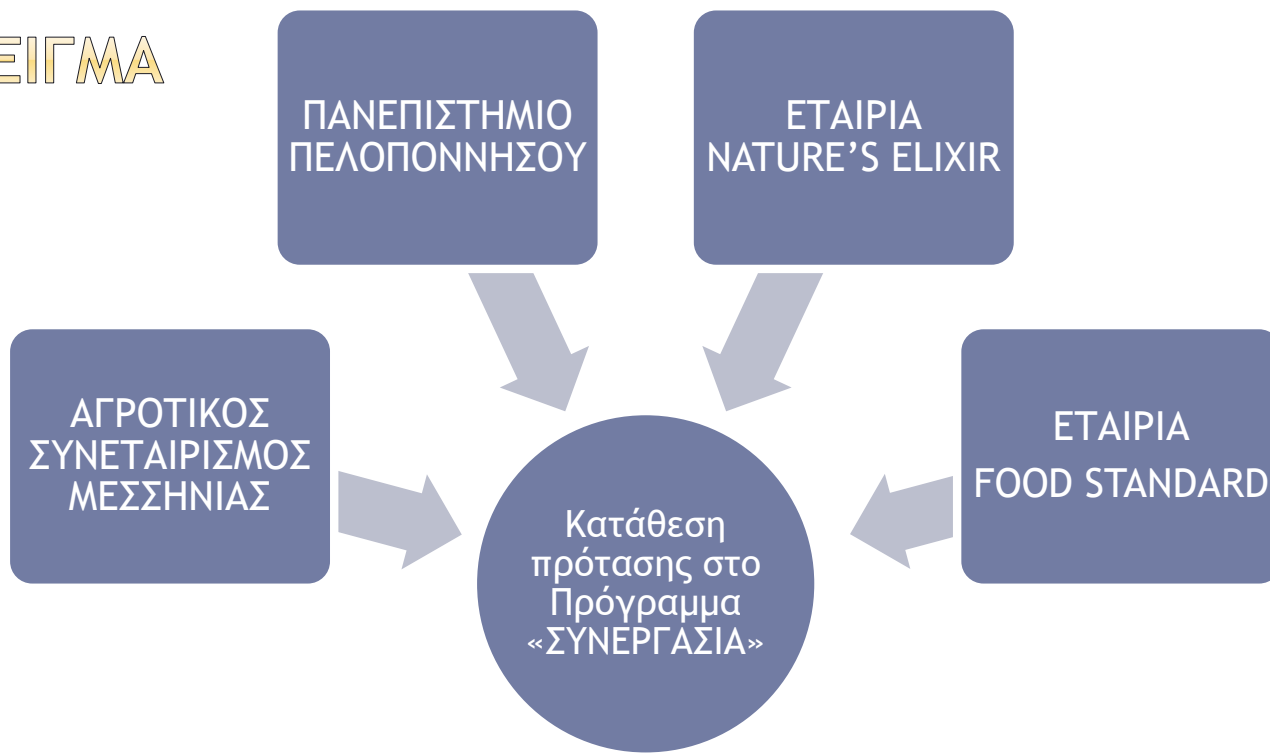 ΕΙΓΜΑ
ΠΑΝΕΠΙΣΤΗΜΙΟ
ΠΕΛΟΠΟΝΝΗΣΟΥ
ΕΤΑΙΡΙΑ
NATURE’S ELIXIR
ΑΓΡΟΤΙΚΟΣ
ΣΥΝΕΤΑΙΡΙΣΜΟΣ
ΜΕΣΣΗΝΙΑΣ
ΕΤΑΙΡΙΑ
FOOD STANDARD
Κατάθεση
πρότασης στο
Πρόγραμμα
«ΣΥΝΕΡΓΑΣΙΑ»